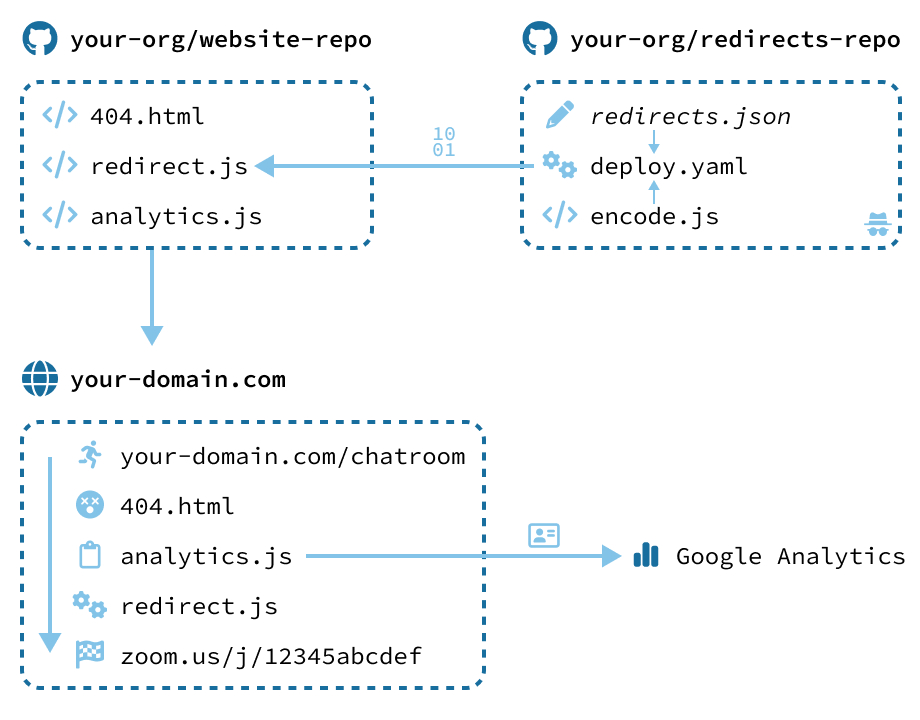 your-org/website-repo
404.html
redirect.js
analytics.js
10
01
your-org/redirects-repo
redirects.json
deploy.yaml
encode.js
your-domain.com
your-domain.com/chatroom
404.html
analytics.js
redirect.js
zoom.us/j/12345abcdef
Google Analytics